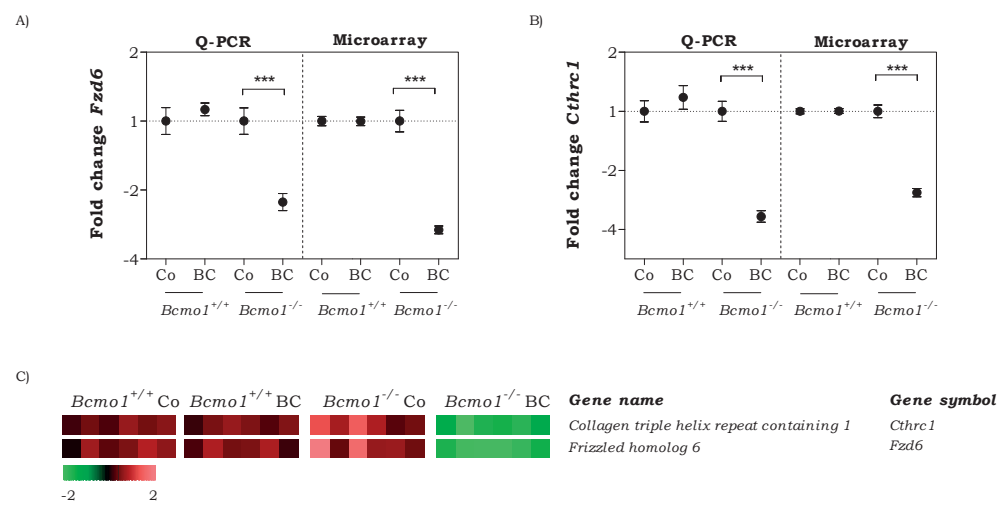 A)
Q-PCR Microarray
Fold change Fzd6
2
1
-2
-4
*** ***
Co BC Co BC Co BC Co BC
Bcmo1+/+ Bcmo1-/- Bcmo1+/+ Bcmo1-/-
B)
Q-PCR Microarray
Fold change Cthrc1
2
1
-2
-4
*** ***
Co BC Co BC Co BC Co BC
Bcmo1+/+ Bcmo1-/- Bcmo1+/+ Bcmo1-/-
C)
Bcmo1+/+ Co Bcmo1+/+ BC Bcmo1-/- Co Bcmo1-/- BC Gene name Gene symbol
Collagen triple helix repeat containing 1 Cthrc1
Frizzled homolog 6 Fzd6
-2 2